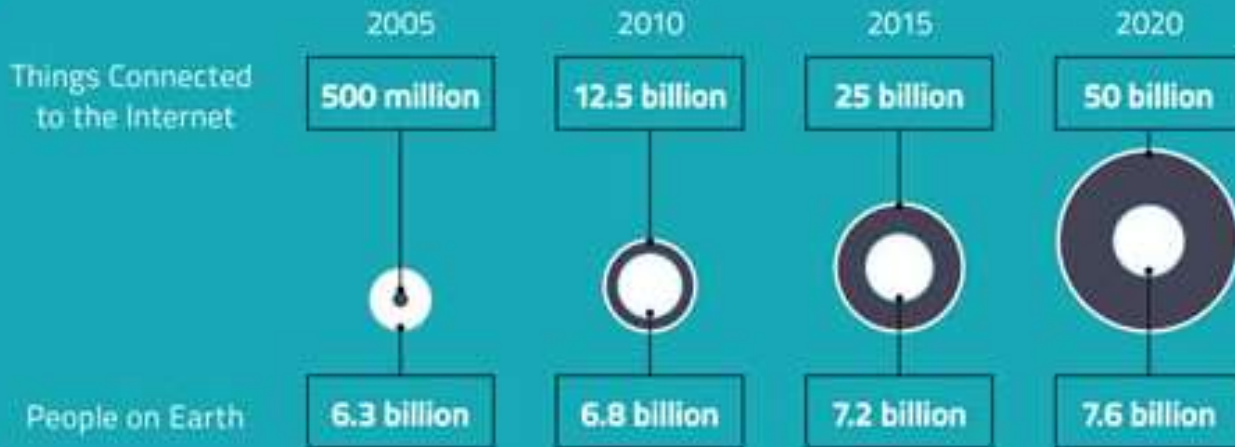 2005 2010 2015 2020
Things Connected
to the Internet
500 million 12.5 billion 25 billion 50 billion
People on Earth 6.3 billion 6.8 billion 7.2 billion 7.6 billion